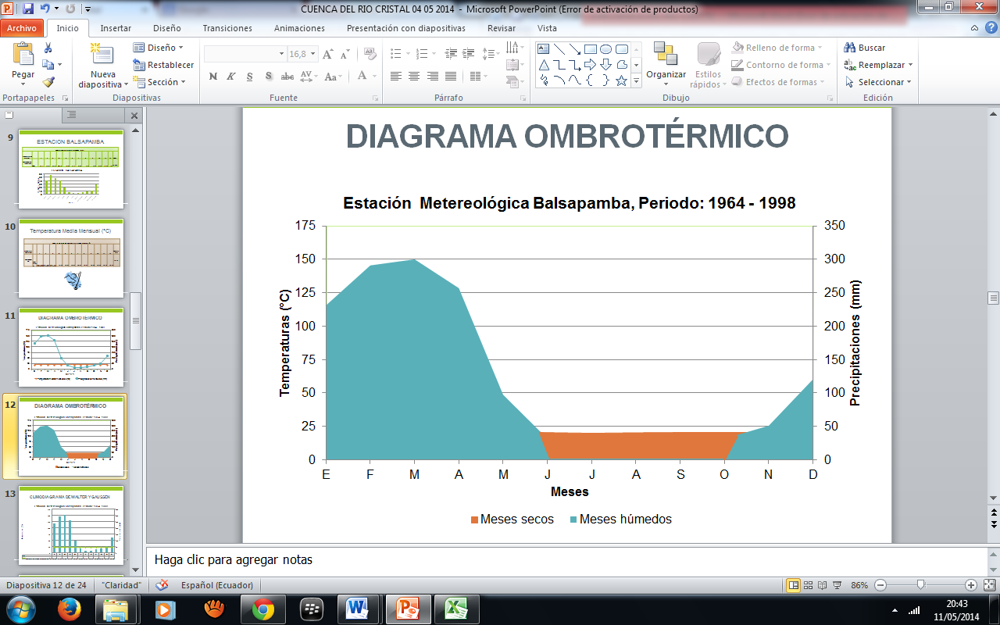 CUENCA DEL RIO CRISTAL 04 05 2014 - Microsoft PowerPoint (Error de activación de productos)
Archivo Inicio Insertar Diseño Transiciones Animaciones Presentación con diapositivas Revisar Vista
Pegar
Nueva diapositiva
Diseño
Restablecer
Sección
16,8
N K S S abc AV Aa A
Organizar
Estilos rápidos
Relleno de forma
Contorno de forma
Efectos de formas
Buscar
Reemplazar
Seleccionar
Portapapeles Diapositivas Fuente Párrafo Dibujo Edición
9
ESTACION BALSAPAMBA
10
Temperatura Media Mensual (°C)
11
DIAGRAMA OMBROTÉRMICO
12
DIAGRAMA OMBROTÉRMICO
13
CLIMODIAGRAMA DE WALTER Y GAUSSEN
DIAGRAMA OMBROTÉRMICO
Estación Metereológica Balsapamba, Periodo: 1964 - 1998
Temperaturas (°C)
175
150
125
100
75
50
25
0
350
300
250
200
150
100
50
0
Precipitaciones (mm)
E F M A M J J A S O N D
Meses
Meses secos Meses húmedos
Haga clic para agregar notas
Diapositiva 12 de 24 "Claridad" Español (Ecuador) 86%
20:43
11/05/2014